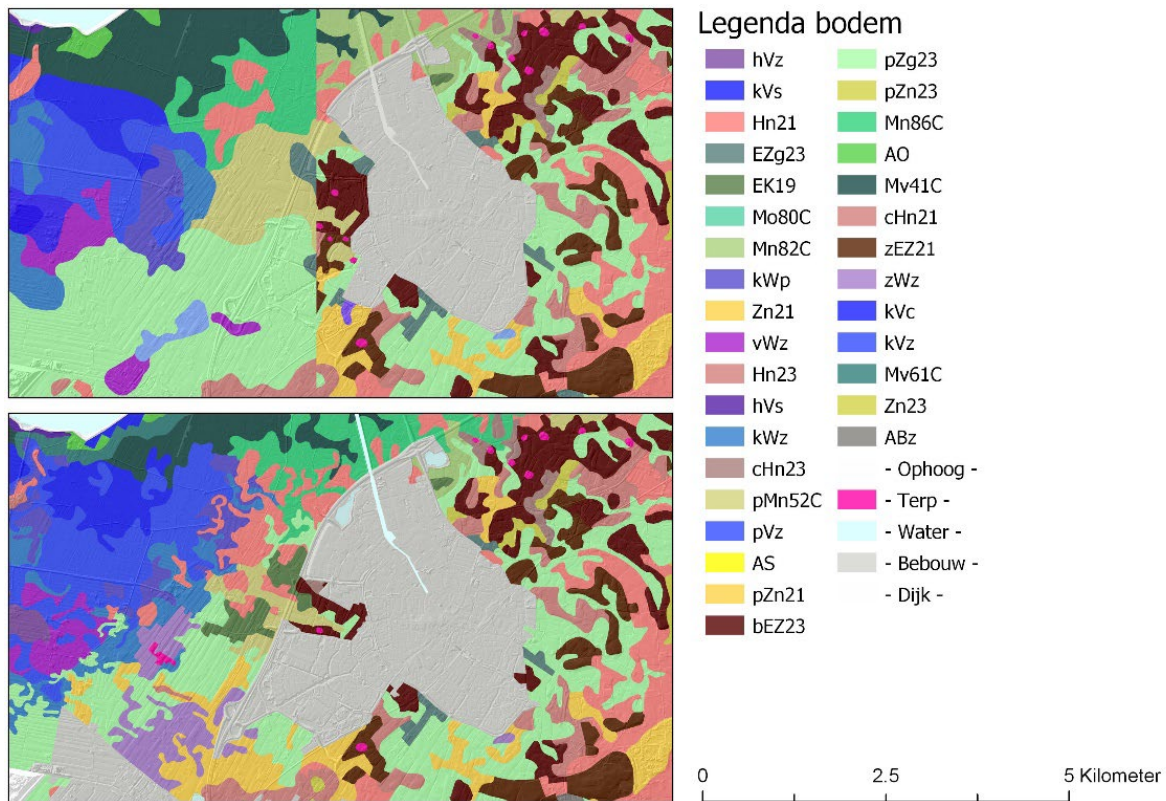 Legenda bodem
hVz
kVs
Hn21
EZg23
EK19
Mo80C
Mn82C
kWp
Zn21
vWz
Hn23
hVs
kWz
cHn23
pMn52C
pVz
AS
pZn21
bEZ23
pZg23
pZn23
Mn86C
AO
Mv41C
cHn21
zEZ21
zWz
kVc
kVz
Mv61C
Zn23
ABz
- Ophoog -
- Terp -
- Water -
- Bebouw -
- Dijk -
0 2.5 5 Kilometer